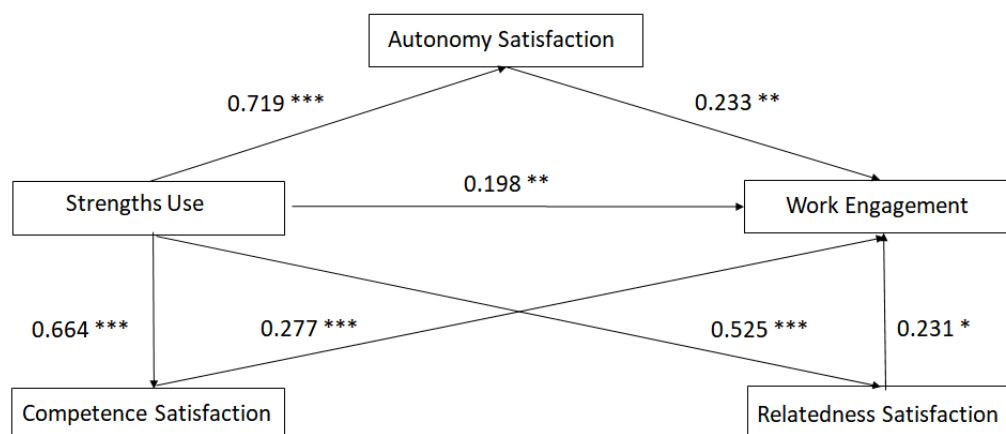 Autonomy Satisfaction
0.719 ***
0.233 **
0.198 **
Strengths Use
Work Engagement
0.664 ***
0.277 ***
0.525 ***
0.231 *
Competence Satisfaction
Relatedness Satisfaction